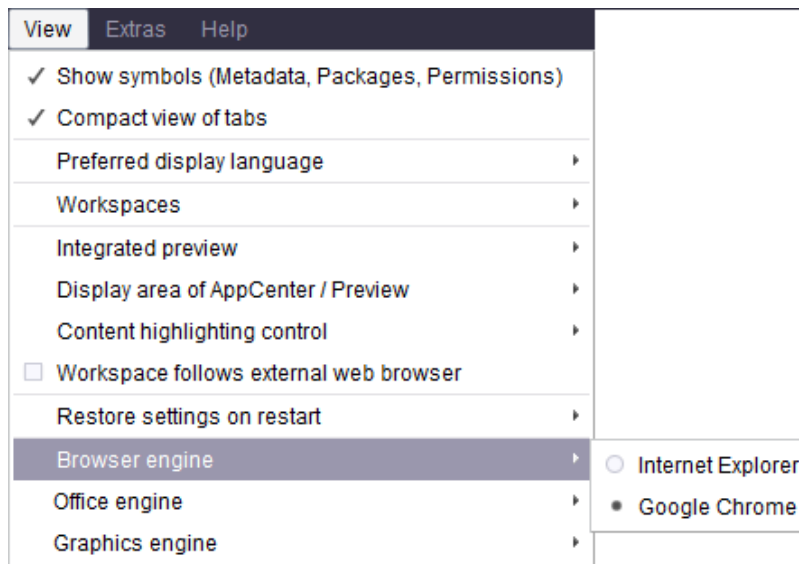 View Extras Help
Show symbols (Metadata, Packages, Permissions)
Compact view of tabs
Preferred display language
Workspaces
Integrated preview
Display area of AppCenter / Preview
Content highlighting control
Workspace follows external web browser
Restore settings on restart
Browser engine
Internet Explorer
Google Chrome
Office engine
Graphics engine